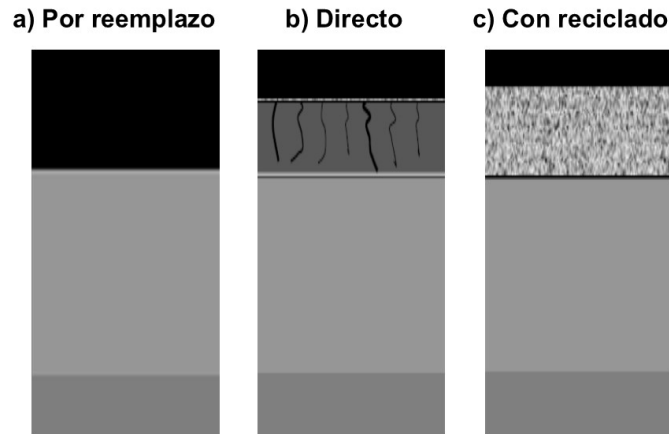 a) Por reemplazo
b) Directo
c) Con reciclado